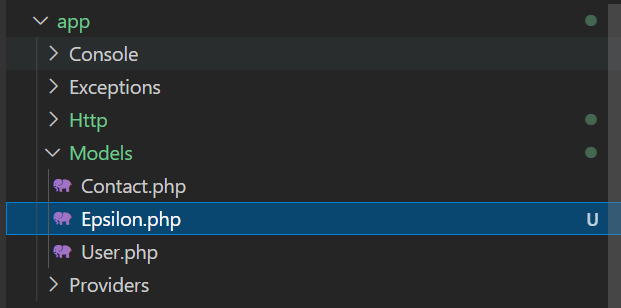 app
Console
Exceptions
Http
Models
Contact.php
Epsilon.php U
User.php
Providers